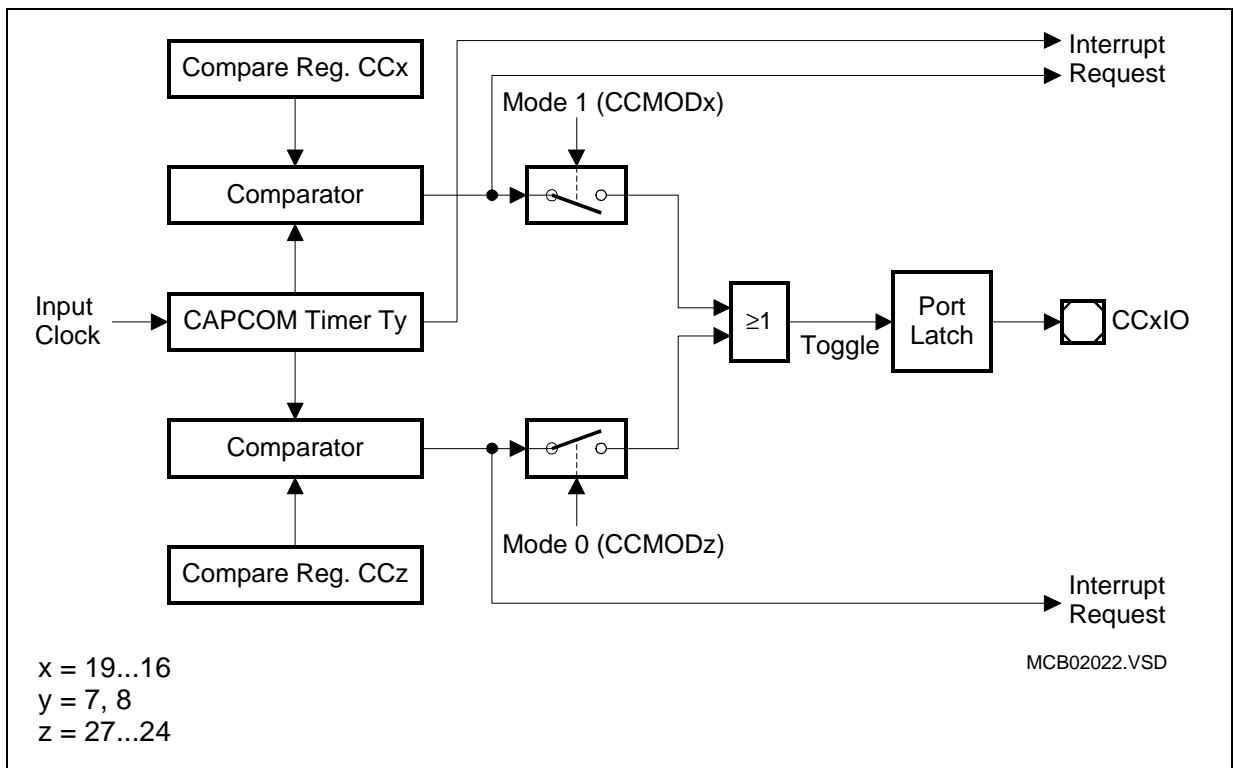 Compare Reg. CCx
Interrupt
Request
Mode 1 (CCMODx)
Comparator
Input
Clock
CAPCOM Timer Ty
≥1
Toggle
Port
Latch
CCxIO
Comparator
Mode 0 (CCMODz)
Compare Reg. CCz
Interrupt
Request
x = 19...16
y = 7, 8
z = 27...24
MCB02022.VSD